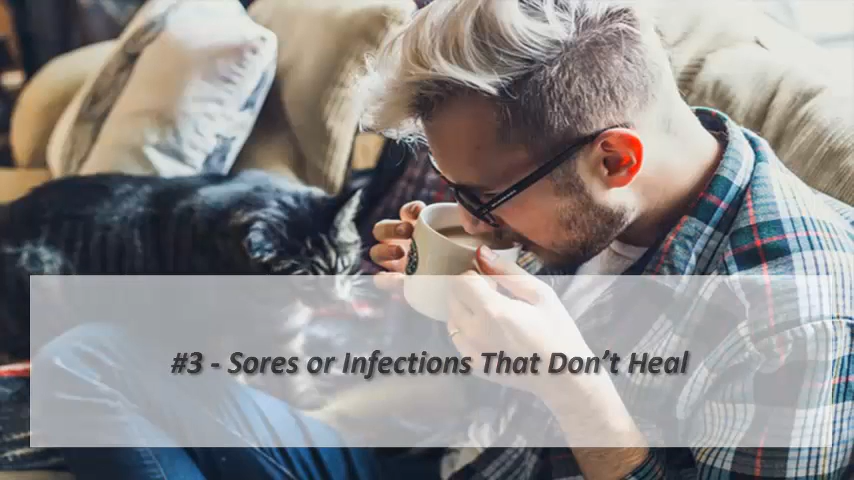 #3 - Sores or Infections That Don’t Heal